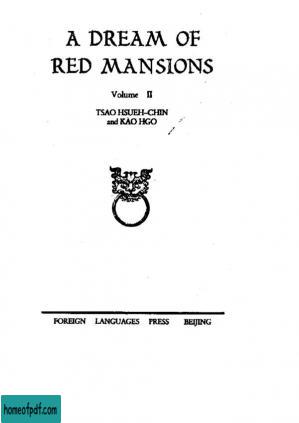 A DREAM OF
RED MANSIONS
Volume II
TSAO HSUEH-CHIN
and KAO HGO
FOREIGN LANGUAGES PRESS BEIJING
homeofpdf.com